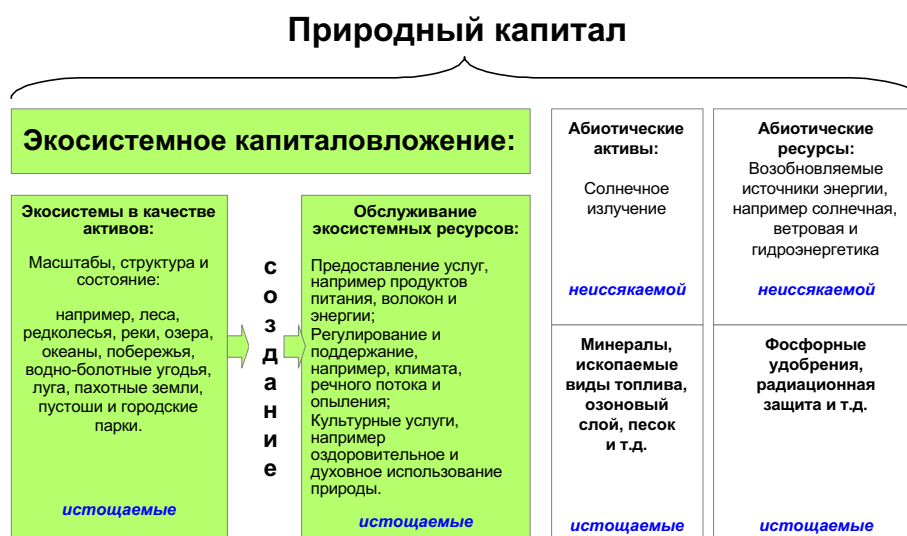 Природный капитал
Экосистемное капиталовложение:
Экосистемы в качестве
активов:
Масштабы, структура и
состояние:
например, леса,
редколесья, реки, озера,
океаны, побережья,
водно-болотные угодья,
луга, пахотные земли,
пустоши и городские
парки.
истощаемые
создание
Обслуживание
экосистемных ресурсов:
Предоставление услуг,
например продуктов
питания, волокон и
энергии;
Регулирование и
поддержание,
например, климата,
речного потока и
опыления;
Культурные услуги,
например
оздоровительное и
духовное использование
природы.
истощаемые
Абиотические
активы:
Солнечное
излучение
неиссякаемой
Минералы,
ископаемые
виды топлива,
озоновый
слой, песок
и т.д.
истощаемые
Абиотические
ресурсы:
Возобновляемые
источники энергии,
например солнечная,
ветровая и
гидроэнергетика
неиссякаемой
Фосфорные
удобрения,
радиационная
защита и т.д.
истощаемые